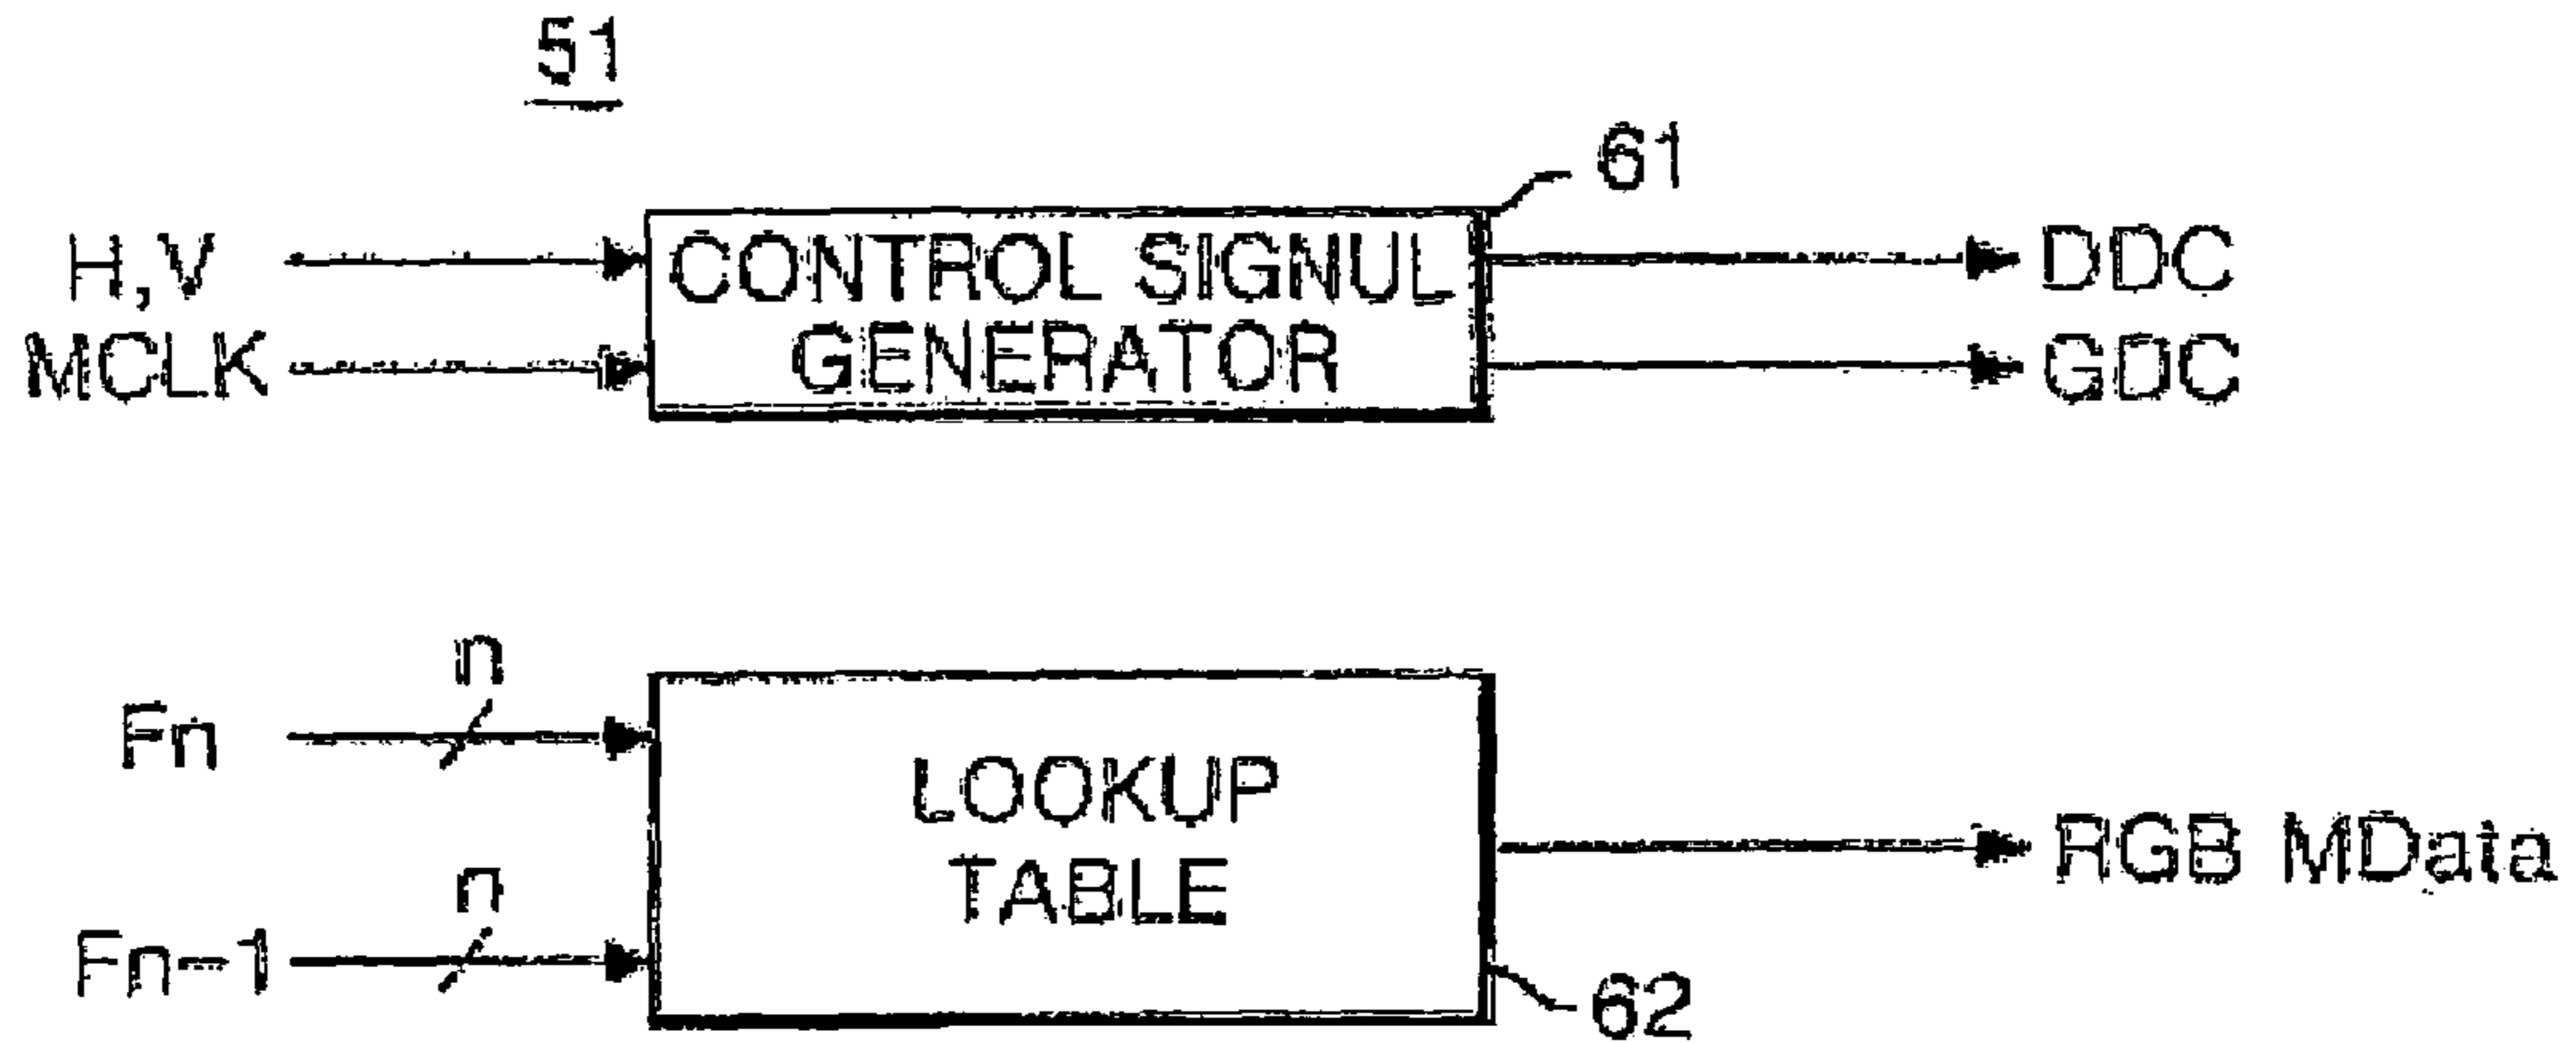 51
61
H,V
CONTROL SIGNUL
DDC
MCLK
GENERATOR
GDC
n
Fn
LOOKUP
RGB MData
n
TABLE
Fn-1
62